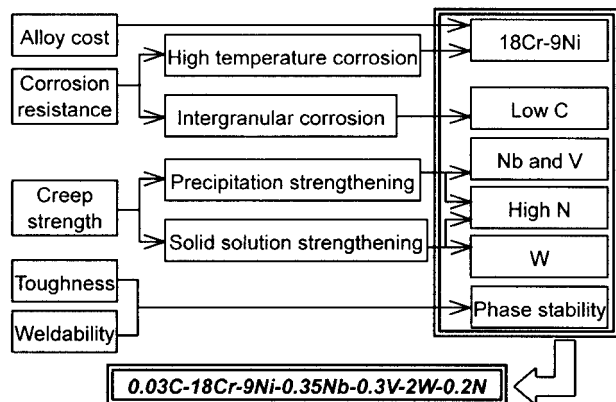 Alloy cost
Corrosion
resistance
Creep
strength
Toughness
Weldability
High temperature corrosion
Intergranular corrosion
Precipitation strengthening
Solid solution strengthening
18Cr-9Ni
Low C
Nb and V
High N
W
Phase stability
0.03C-18Cr-9Ni-0.35Nb-0.3V-2W-0.2N